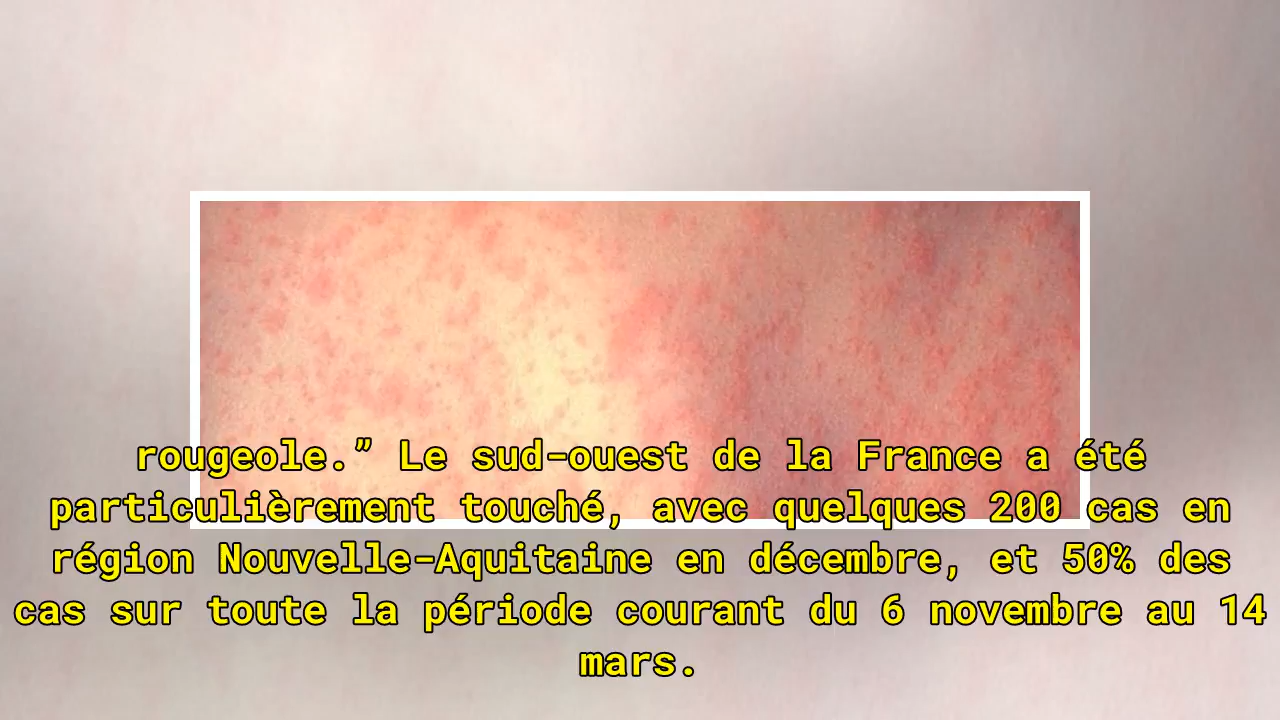 rougeole.” Le sud-ouest de la France a été
particulièrement touché, avec quelques 200 cas en
région Nouvelle-Aquitaine en décembre, et 50% des
cas sur toute la période courant du 6 novembre au 14
mars.